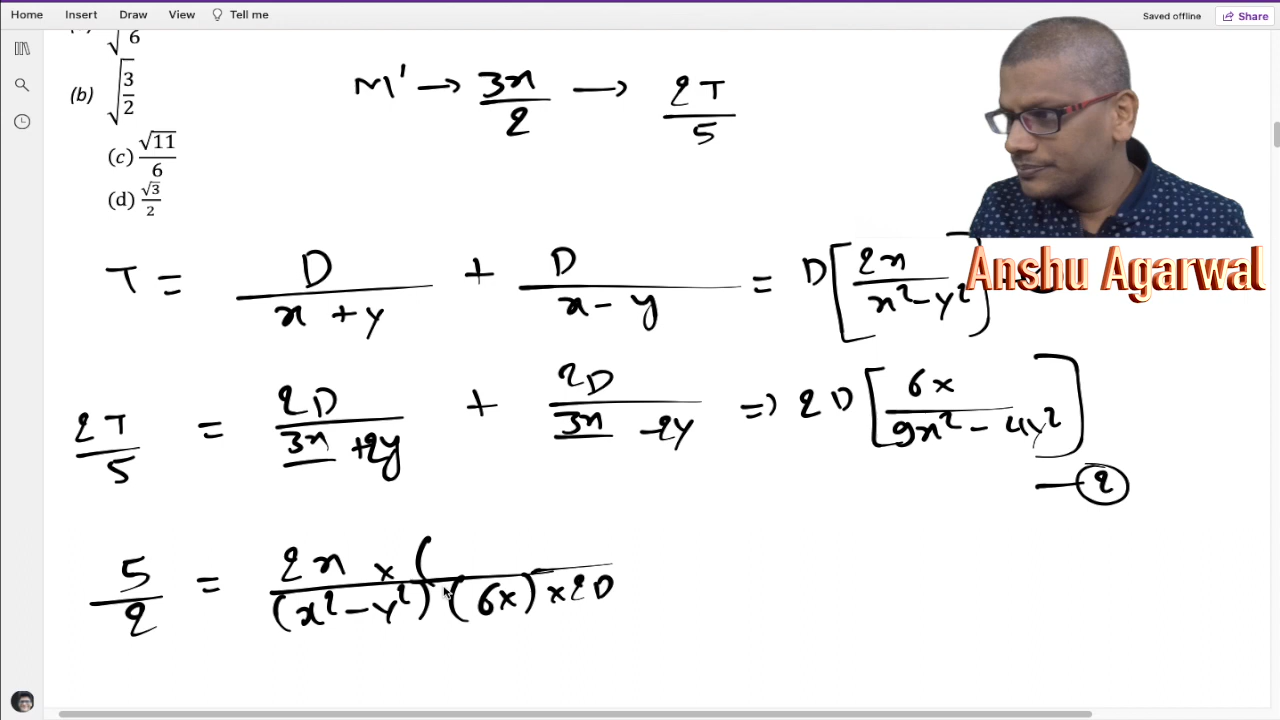 Home Insert Draw View Tell me Saved offline Share
√6
(b) √3/2
(c) √11/6
(d) √3/2
M' → 3x/2 → 2T/5
T = D/(x + y) + D/(x - y) = D[2x/(x² - y²)]
Anshu Agarwal
2T/5 = 2D/(3x + 2y) + 2D/(3x - 2y) ⇒ 2D[6x/(9x² - 4y²)]
— 2
5/2 = 2x × (/(x² - y²) (6x) × 2D